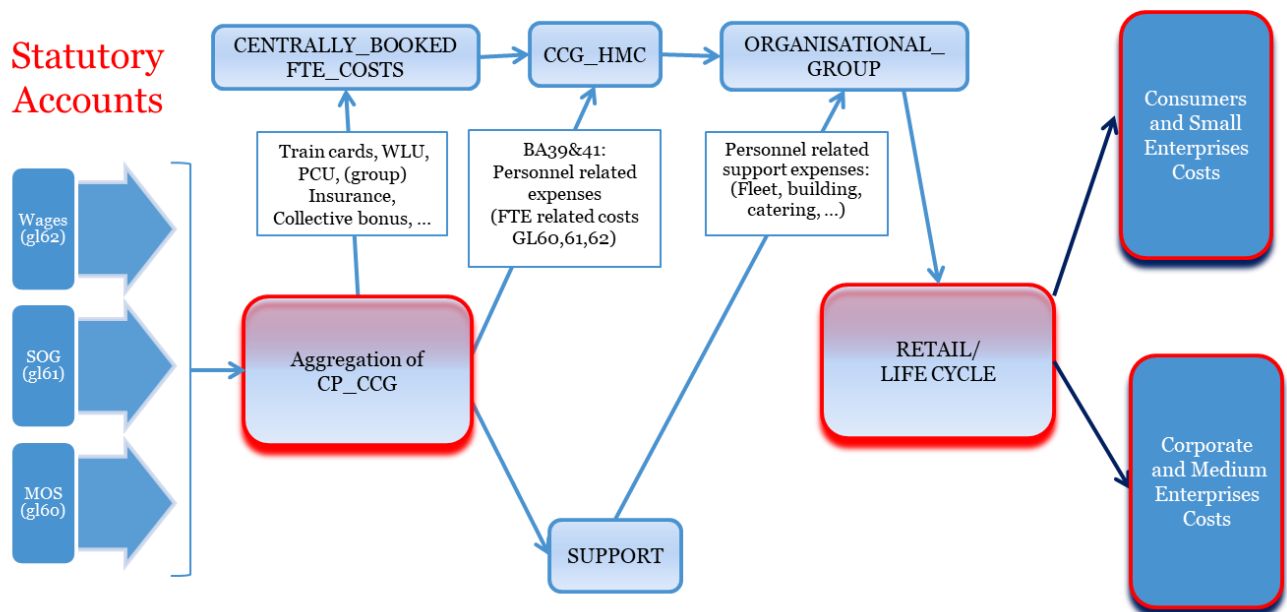 Statutory
Accounts
CENTRALLY_BOOKED
FTE_COSTS
CCG_HMC
ORGANISATIONAL_
GROUP
Train cards, WLU,
PCU, (group)
Insurance,
Collective bonus, ...
BA39&41:
Personnel related
expenses
(FTE related costs
GL60,61,62)
Personnel related
support expenses:
(Fleet, building,
catering, ...)
Wages
(gl62)
SOG
(gl61)
MOS
(gl60)
Aggregation of
CP_CCG
SUPPORT
RETAIL/
LIFE CYCLE
Consumers
and Small
Enterprises
Costs
Corporate
and Medium
Enterprises
Costs